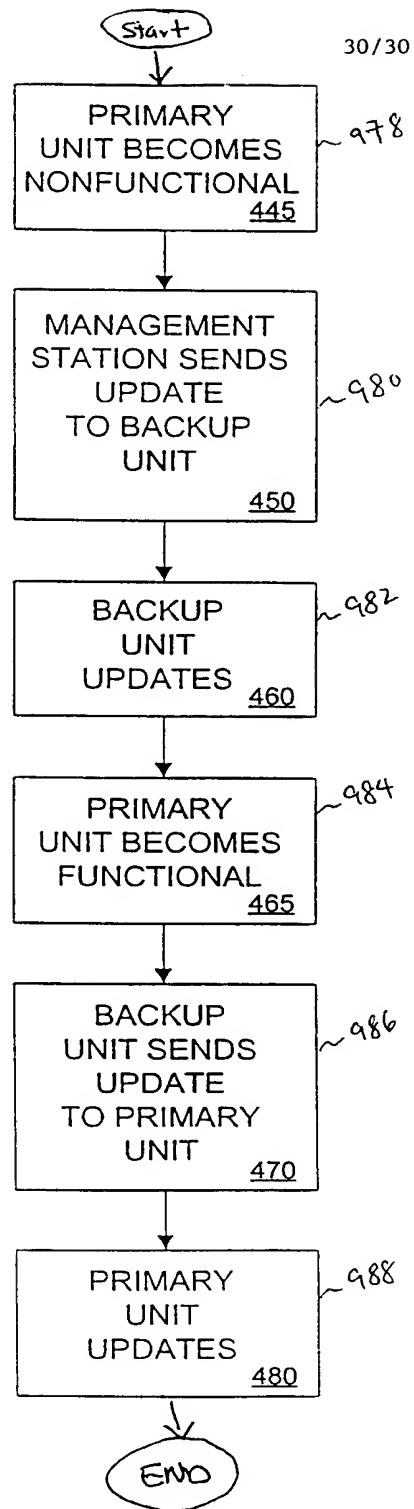 Start
30/30
PRIMARY
UNIT BECOMES
NONFUNCTIONAL
445
978
MANAGEMENT
STATION SENDS
UPDATE
TO BACKUP
UNIT
450
980
BACKUP
UNIT
UPDATES
460
982
PRIMARY
UNIT BECOMES
FUNCTIONAL
465
984
BACKUP
UNIT SENDS
UPDATE
TO PRIMARY
UNIT
470
986
PRIMARY
UNIT
UPDATES
480
988
END